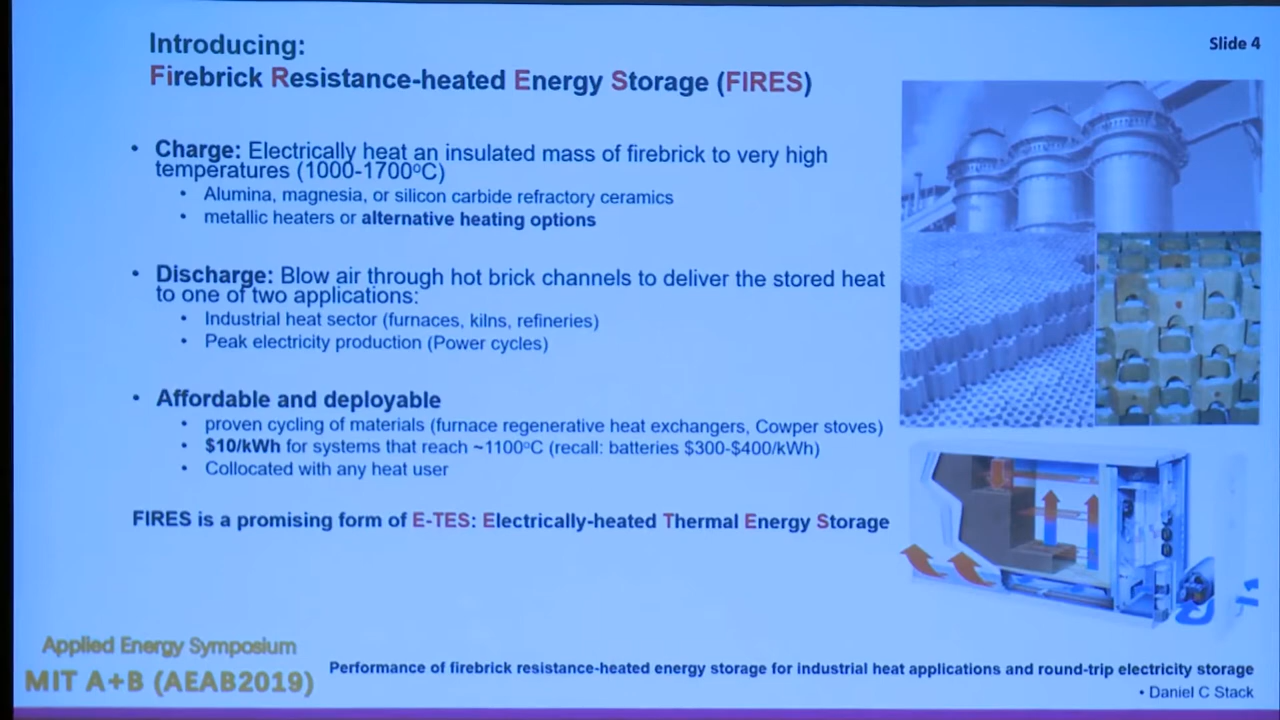 Slide 4
Introducing:
Firebrick Resistance-heated Energy Storage (FIRES)
• Charge: Electrically heat an insulated mass of firebrick to very high
temperatures (1000-1700ºC)
• Alumina, magnesia, or silicon carbide refractory ceramics
• metallic heaters or alternative heating options
• Discharge: Blow air through hot brick channels to deliver the stored heat
to one of two applications:
• Industrial heat sector (furnaces, kilns, refineries)
• Peak electricity production (Power cycles)
• Affordable and deployable
• proven cycling of materials (furnace regenerative heat exchangers, Cowper stoves)
• $10/kWh for systems that reach ~1100ºC (recall: batteries $300-$400/kWh)
• Collocated with any heat user
FIRES is a promising form of E-TES: Electrically-heated Thermal Energy Storage
Applied Energy Symposium
MIT A+B (AEAB2019)
Performance of firebrick resistance-heated energy storage for industrial heat applications and round-trip electricity storage
• Daniel C Stack